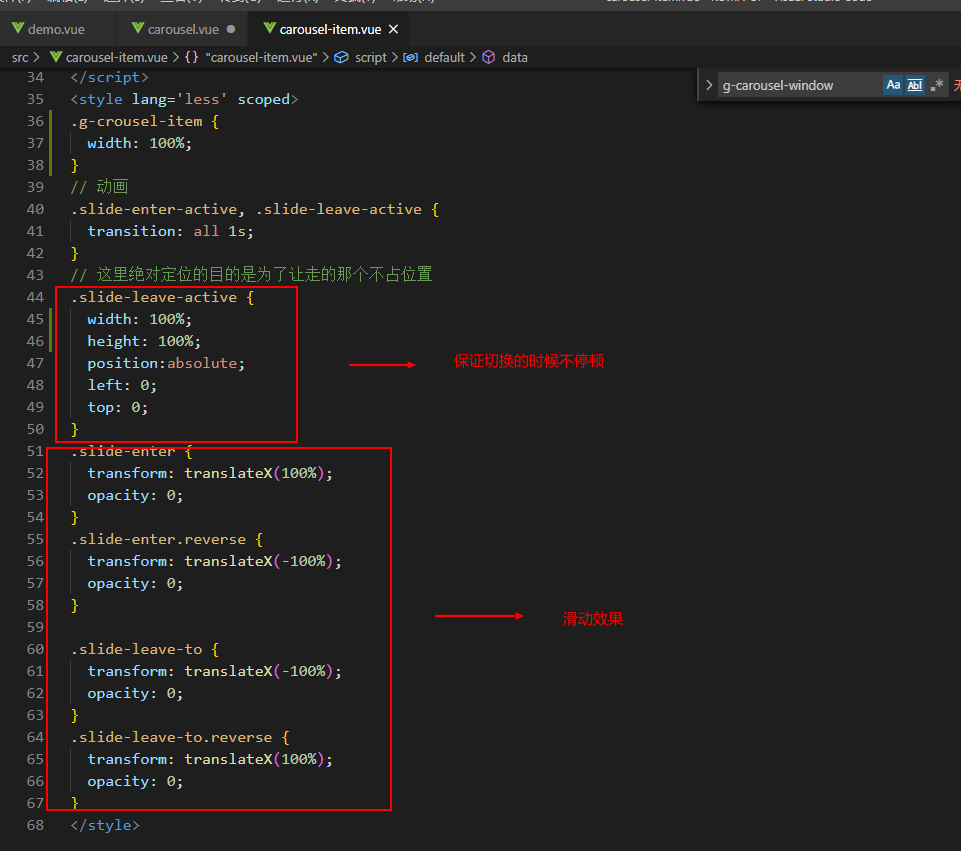 demo.vue carousel.vue carousel-item.vue
src > carousel-item.vue > {} "carousel-item.vue" > script > default > data
g-carousel-window Aa Abl .*
34 </script>
35 <style lang='less' scoped>
36 .g-crousel-item {
37 width: 100%;
38 }
39 // 动画
40 .slide-enter-active, .slide-leave-active {
41 transition: all 1s;
42 }
43 // 这里绝对定位的目的是为了让走的那个不占位置
44 .slide-leave-active {
45 width: 100%;
46 height: 100%;
47 position:absolute;
保证切换的时候不停顿
48 left: 0;
49 top: 0;
50 }
51 .slide-enter {
52 transform: translateX(100%);
53 opacity: 0;
54 }
55 .slide-enter.reverse {
56 transform: translateX(-100%);
57 opacity: 0;
58 }
59
滑动效果
60 .slide-leave-to {
61 transform: translateX(-100%);
62 opacity: 0;
63 }
64 .slide-leave-to.reverse {
65 transform: translateX(100%);
66 opacity: 0;
67 }
68 </style>